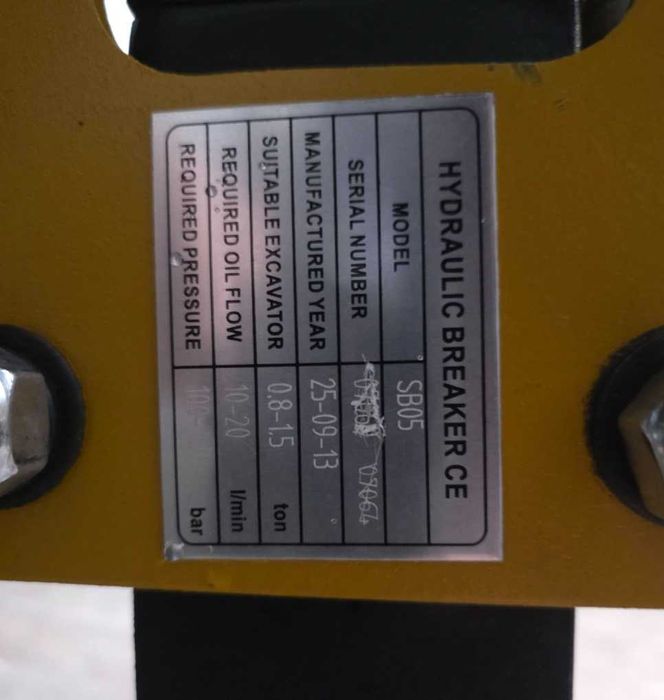 HYDRAULIC BREAKER CE
MODEL SB05
SERIAL NUMBER 07064
MANUFACTURED YEAR 25-09-13
SUITABLE EXCAVATOR 0.8-1.5 ton
REQUIRED OIL FLOW 10-20 l/min
REQUIRED PRESSURE bar